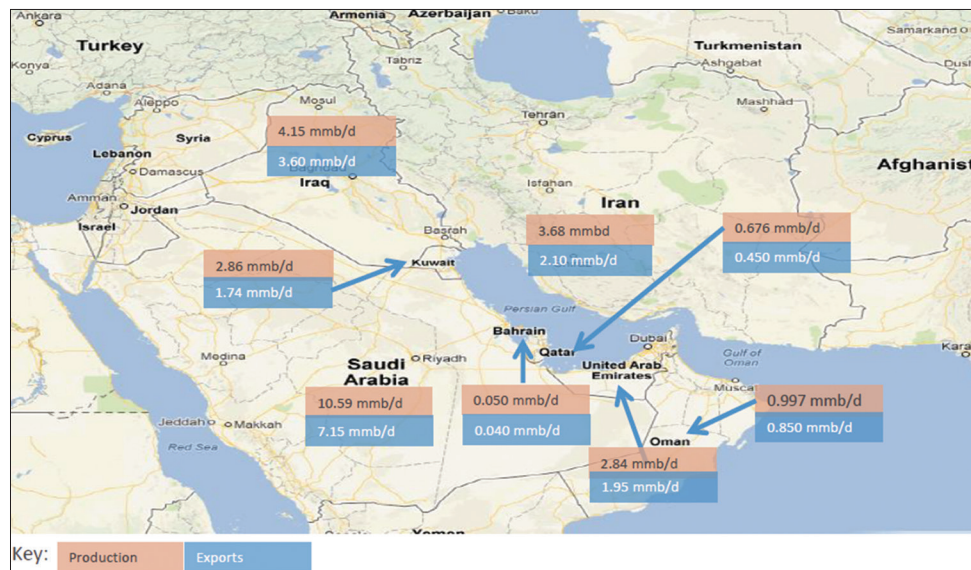 Ankara
Armenia
Azerbaijan
Baku
Turkey
Samarkand
Turkmenistan
Konya
Tabriz
Ashgabat
Dush
Adana
Aleppo
Mosul
Mashhad
Tehran
4.15 mmb/d
Cyprus
Syria
3.60 mmb/d
Lebanon
Baghdad
Damascus
Afghanist
Iraq
Isfahan
Amman
Jordan
Iran
Israel
Basrah
3.68 mmbd
0.676 mmb/d
2.86 mmb/d
Kuwait
2.10 mmb/d
0.450 mmb/d
1.74 mmb/d
Persian Gulf
Bahrain
Dubai
Kara
Medina
Saudi
Arabia
Riyadh
Qatar
United Arab
Emirates
Gulf of
Oman
Muscat
10.59 mmb/d
0.050 mmb/d
0.997 mmb/d
Jeddah
Makkah
7.15 mmb/d
0.040 mmb/d
0.850 mmb/d
Red Sea
Oman
2.84 mmb/d
1.95 mmb/d
Yemen
Key:
Production
Exports